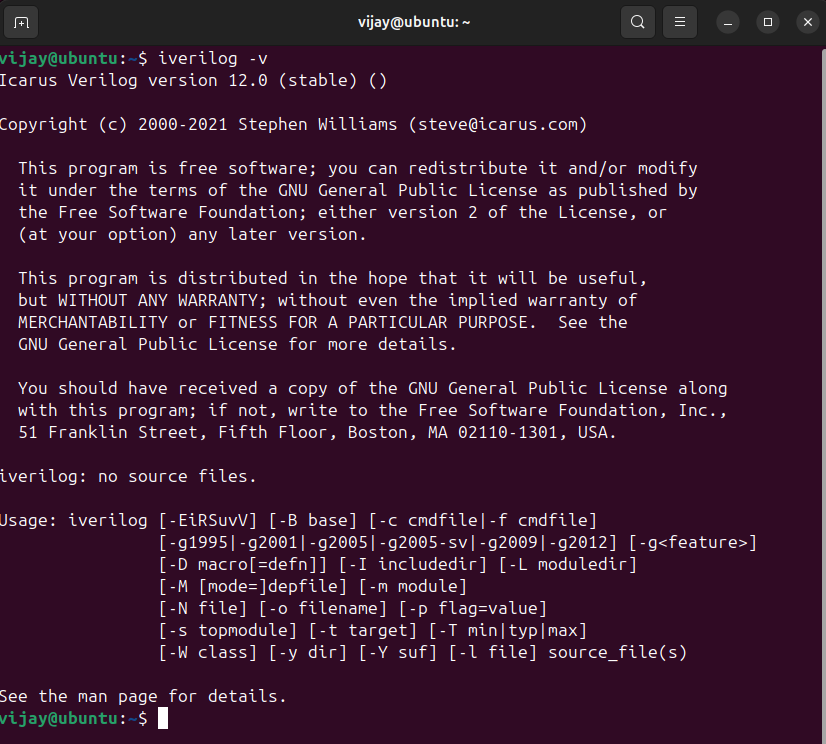 vijay@ubuntu: ~
vijay@ubuntu:~$ iverilog -v
Icarus Verilog version 12.0 (stable) ()
Copyright (c) 2000-2021 Stephen Williams (steve@icarus.com)
This program is free software; you can redistribute it and/or modify
it under the terms of the GNU General Public License as published by
the Free Software Foundation; either version 2 of the License, or
(at your option) any later version.
This program is distributed in the hope that it will be useful,
but WITHOUT ANY WARRANTY; without even the implied warranty of
MERCHANTABILITY or FITNESS FOR A PARTICULAR PURPOSE.  See the
GNU General Public License for more details.
You should have received a copy of the GNU General Public License along
with this program; if not, write to the Free Software Foundation, Inc.,
51 Franklin Street, Fifth Floor, Boston, MA 02110-1301, USA.
iverilog: no source files.
Usage: iverilog [-EiRSuvV] [-B base] [-c cmdfile|-f cmdfile]
[-g1995|-g2001|-g2005|-g2005-sv|-g2009|-g2012] [-g<feature>]
[-D macro[=defn]] [-I includedir] [-L moduledir]
[-M [mode=]depfile] [-m module]
[-N file] [-o filename] [-p flag=value]
[-s topmodule] [-t target] [-T min|typ|max]
[-W class] [-y dir] [-Y suf] [-l file] source_file(s)
See the man page for details.
vijay@ubuntu:~$